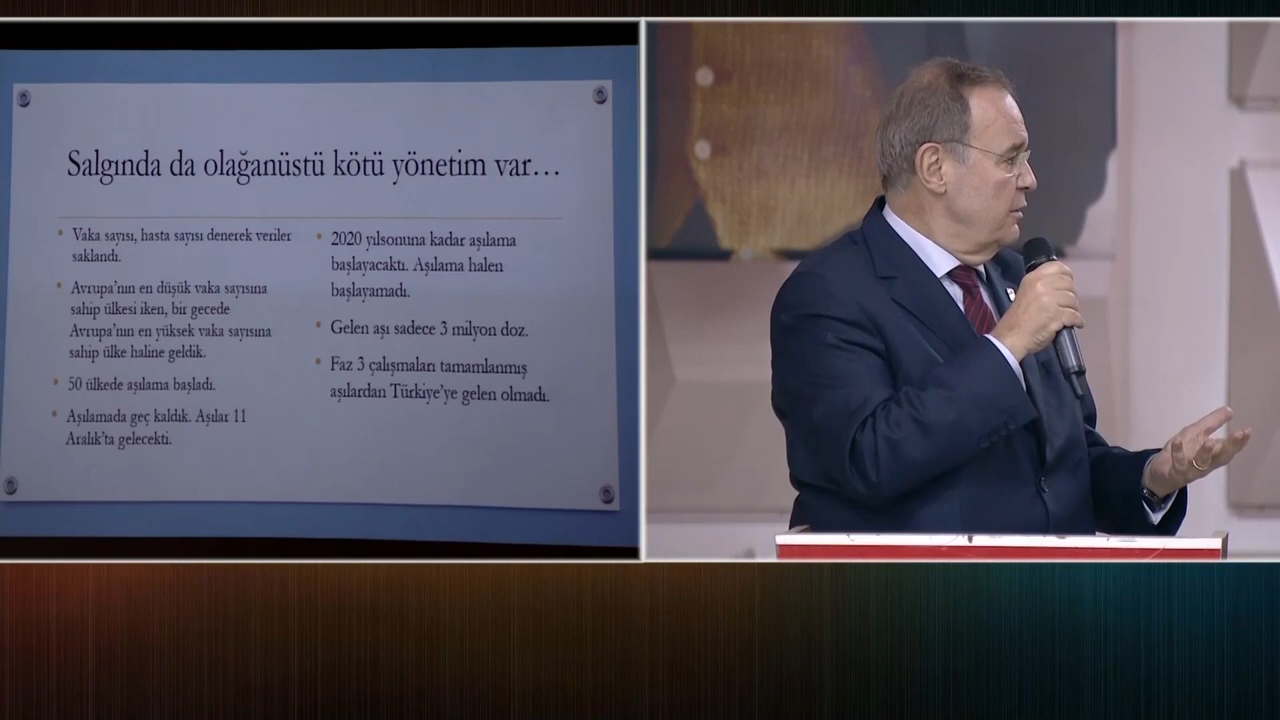 Salgında da olağanüstü kötü yönetim var…
• Vaka sayısı, hasta sayısı denerek veriler
saklandı.
• Avrupa'nın en düşük vaka sayısına
sahip ülkesi iken, bir gecede
Avrupa'nın en yüksek vaka sayısına
sahip ülke haline geldik.
• 50 ülkede aşılama başladı.
• Aşılamada geç kaldık. Aşılar 11
Aralık'ta gelecekti.
• 2020 yılsonuna kadar aşılama
başlayacaktı. Aşılama halen
başlayamadı.
• Gelen aşı sadece 3 milyon doz.
• Faz 3 çalışmaları tamamlanmış
aşılardan Türkiye'ye gelen olmadı.